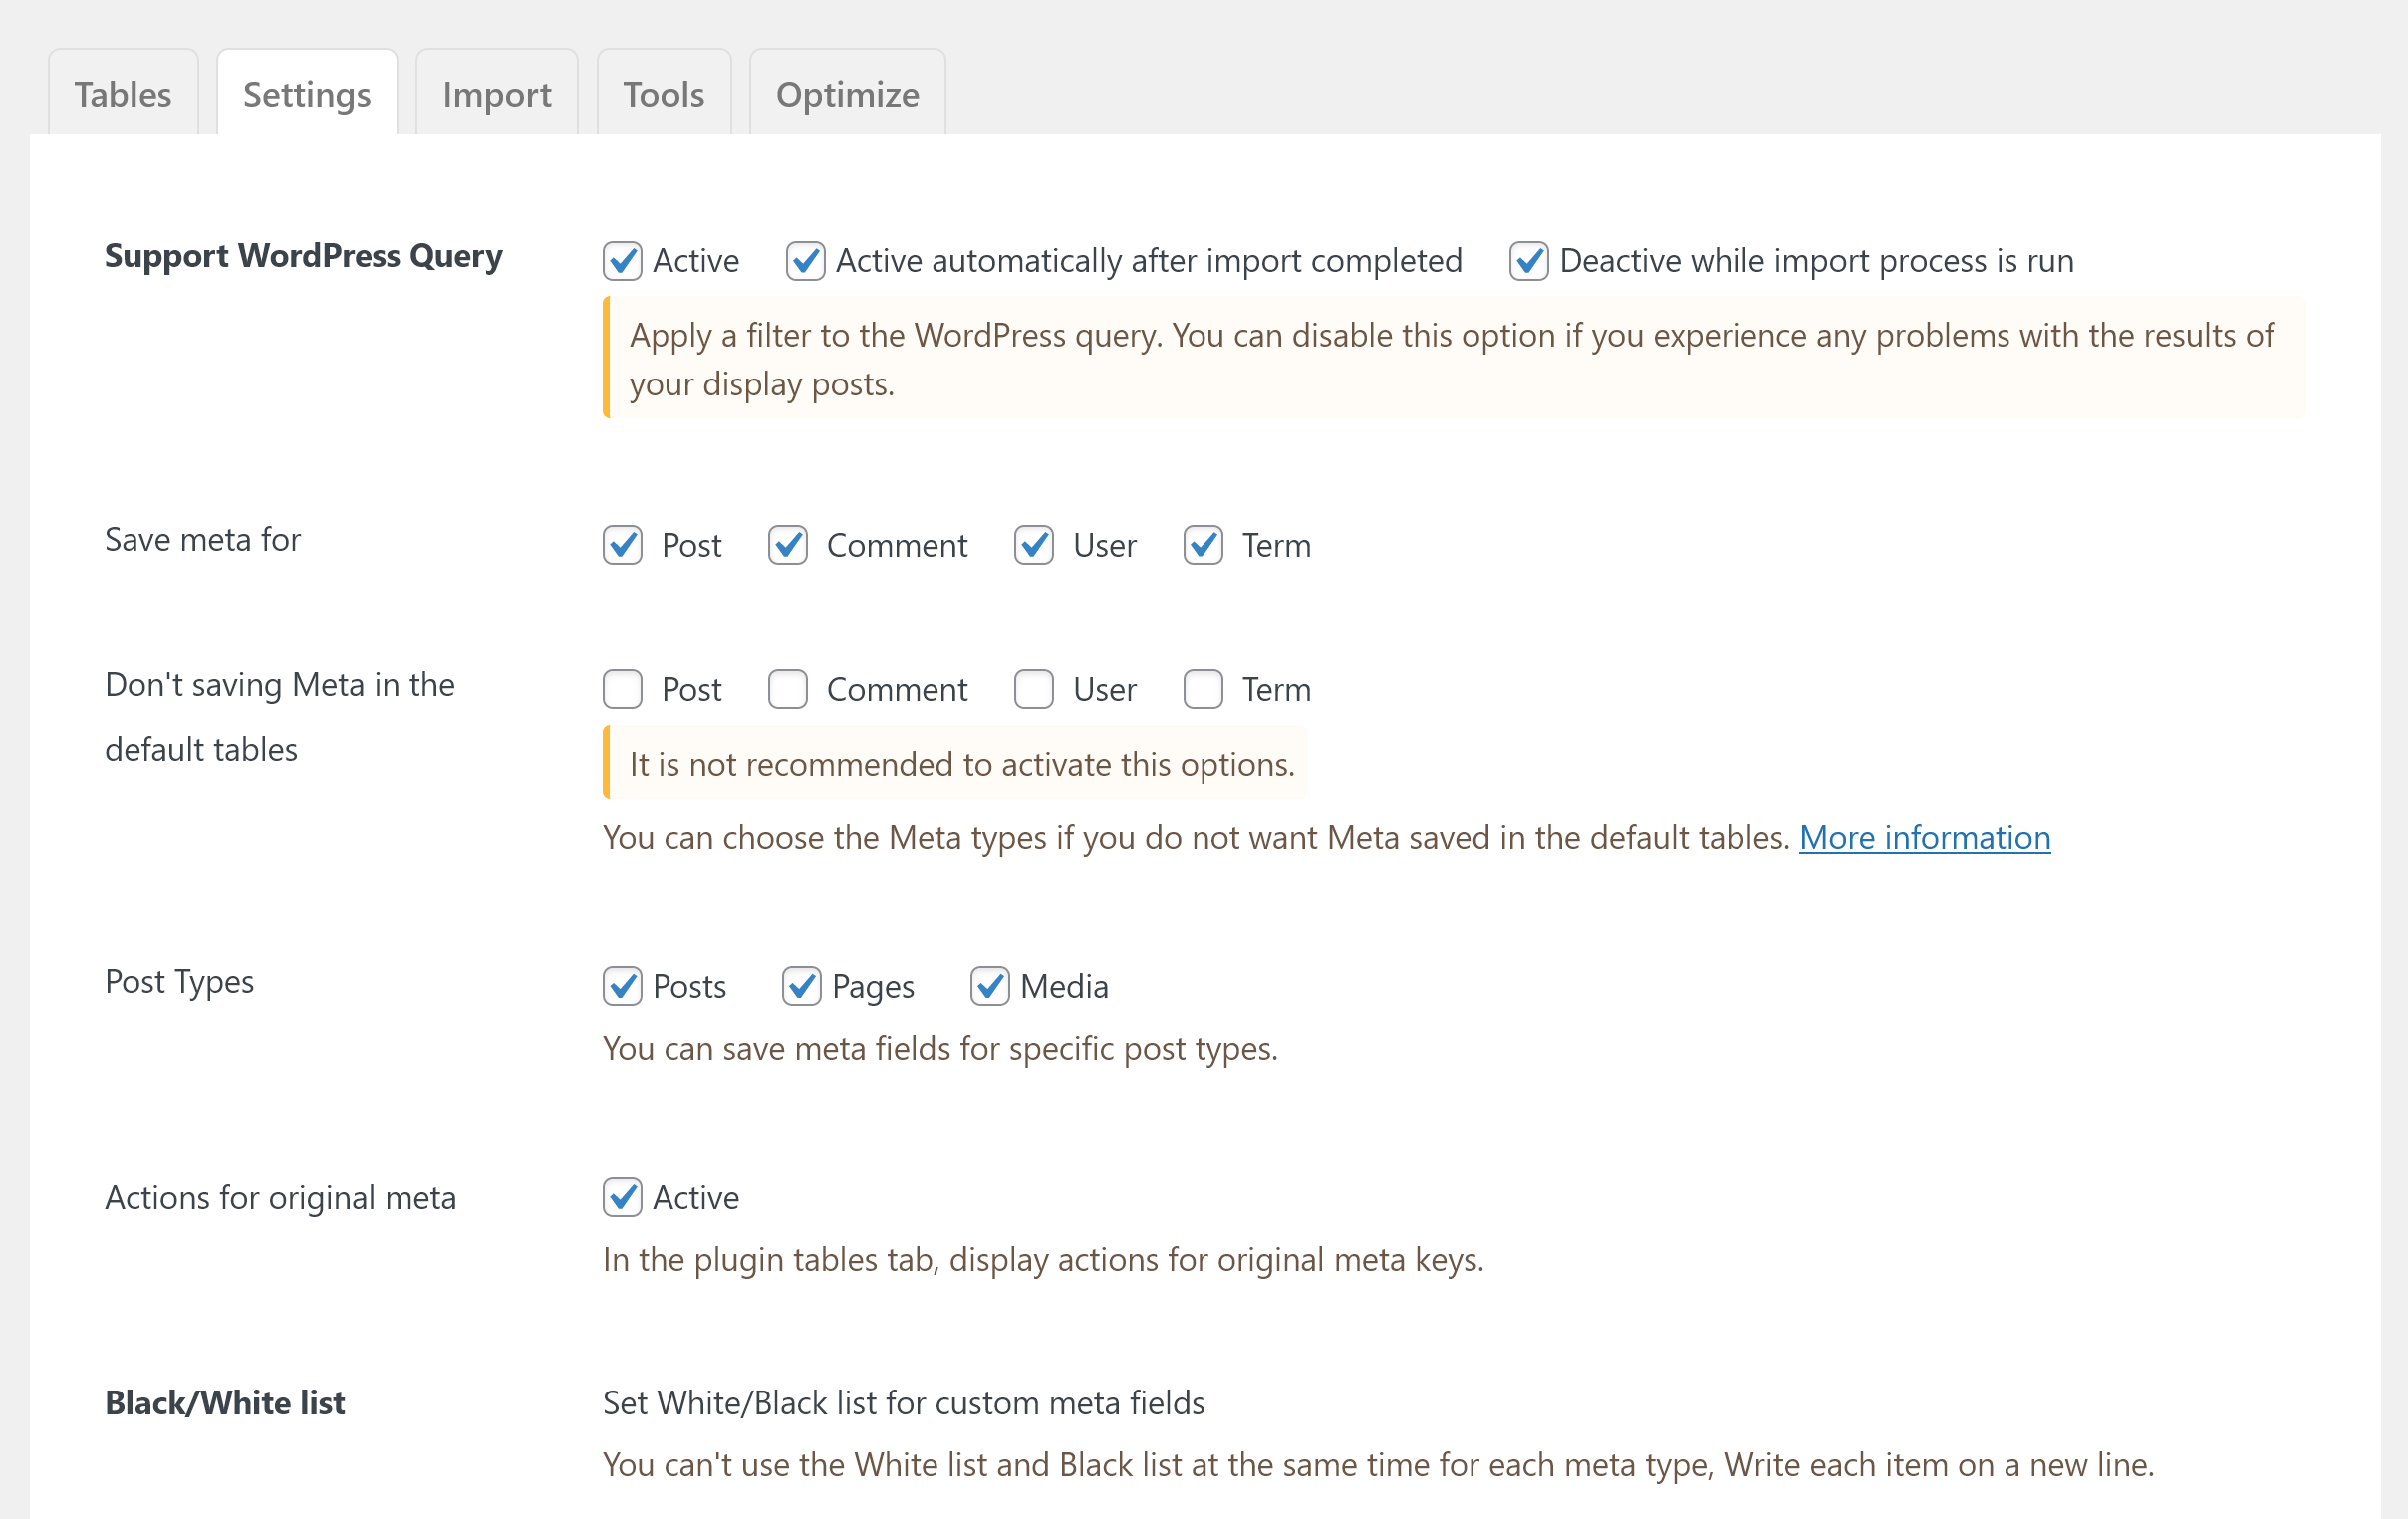 Tables Settings Import Tools Optimize
Support WordPress Query
Active Active automatically after import completed Deactive while import process is run
Apply a filter to the WordPress query. You can disable this option if you experience any problems with the results of
your display posts.
Save meta for
Post Comment User Term
Don't saving Meta in the
default tables
Post Comment User Term
It is not recommended to activate this options.
You can choose the Meta types if you do not want Meta saved in the default tables. More information
Post Types
Posts Pages Media
You can save meta fields for specific post types.
Actions for original meta
Active
In the plugin tables tab, display actions for original meta keys.
Black/White list
Set White/Black list for custom meta fields
You can't use the White list and Black list at the same time for each meta type, Write each item on a new line.